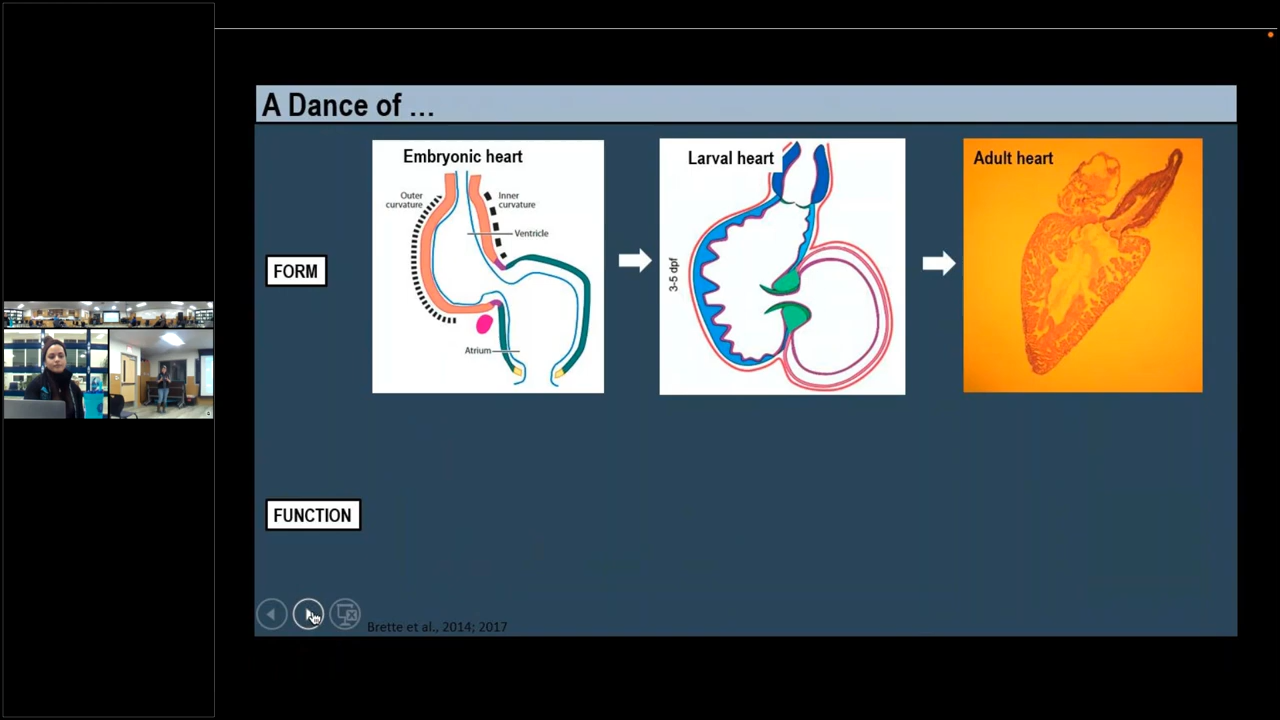 A Dance of ...
Embryonic heart
Outer
curvature
Inner
curvature
Ventricle
Atrium
Larval heart
3-5 dpf
Adult heart
FORM
FUNCTION
Brette et al., 2014; 2017